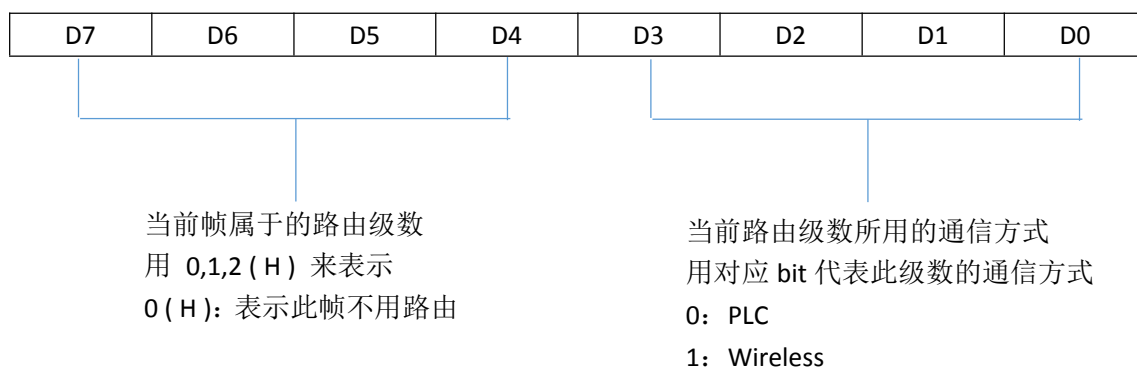 D7 D6 D5 D4 D3 D2 D1 D0
当前帧属于的路由级数
用 0,1,2 ( H ) 来表示
0 ( H ): 表示此帧不用路由
当前路由级数所用的通信方式
用对应 bit 代表此级数的通信方式
0: PLC
1: Wireless